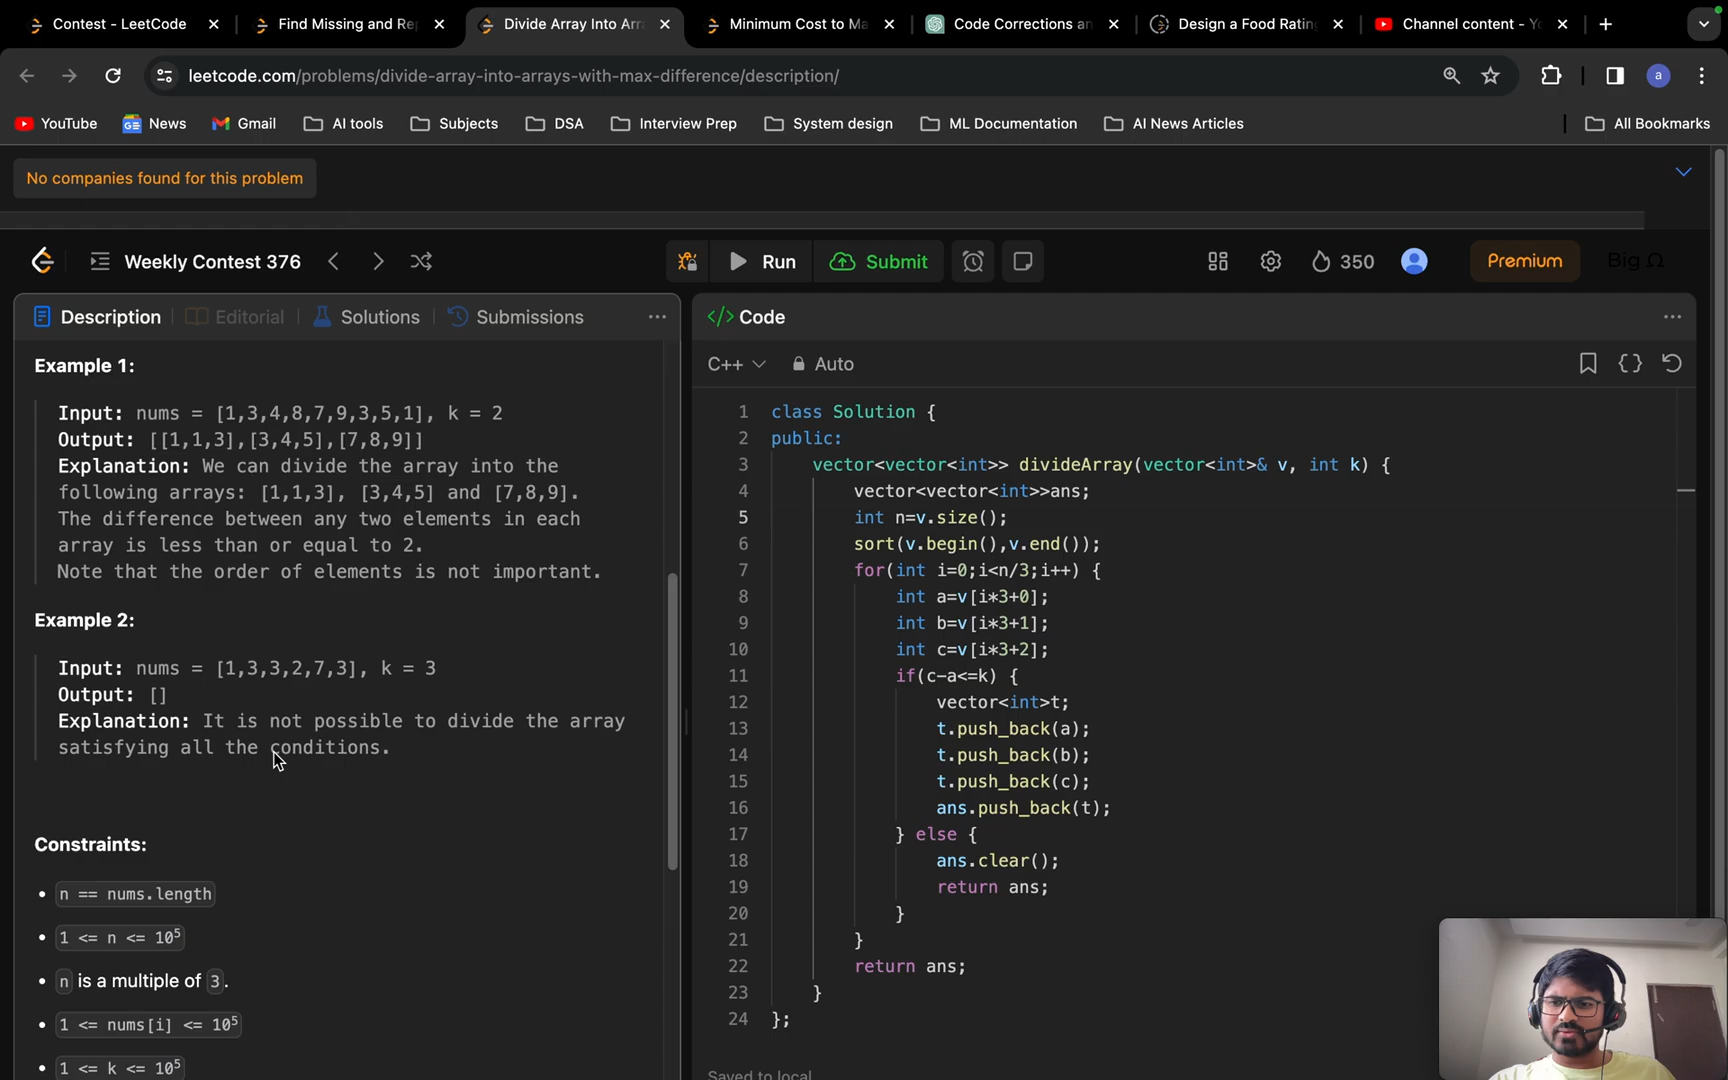 Contest - LeetCode
Find Missing and Re
Divide Array Into Arr
Minimum Cost to Ma
Code Corrections an
Design a Food Ratin
Channel content - Y
leetcode.com/problems/divide-array-into-arrays-with-max-difference/description/
a
YouTube
News
Gmail
AI tools
Subjects
DSA
Interview Prep
System design
ML Documentation
AI News Articles
All Bookmarks
No companies found for this problem
Weekly Contest 376
Run
Submit
350
Premium
Big Ω
Description
Editorial
Solutions
Submissions
Example 1:
Input: nums = [1,3,4,8,7,9,3,5,1], k = 2
Output: [[1,1,3],[3,4,5],[7,8,9]]
Explanation: We can divide the array into the
following arrays: [1,1,3], [3,4,5] and [7,8,9].
The difference between any two elements in each
array is less than or equal to 2.
Note that the order of elements is not important.
Example 2:
Input: nums = [1,3,3,2,7,3], k = 3
Output: []
Explanation: It is not possible to divide the array
satisfying all the conditions.
Constraints:
• n == nums.length
• 1 <= n <= 10⁵
• n is a multiple of 3.
• 1 <= nums[i] <= 10⁵
• 1 <= k <= 10⁵
</> Code
C++
Auto
1 class Solution {
2 public:
3 vector<vector<int>> divideArray(vector<int>& v, int k) {
4 vector<vector<int>>ans;
5 int n=v.size();
6 sort(v.begin(),v.end());
7 for(int i=0;i<n/3;i++) {
8 int a=v[i*3+0];
9 int b=v[i*3+1];
10 int c=v[i*3+2];
11 if(c-a<=k) {
12 vector<int>t;
13 t.push_back(a);
14 t.push_back(b);
15 t.push_back(c);
16 ans.push_back(t);
17 } else {
18 ans.clear();
19 return ans;
20 }
21 }
22 return ans;
23 }
24 };
Saved to local